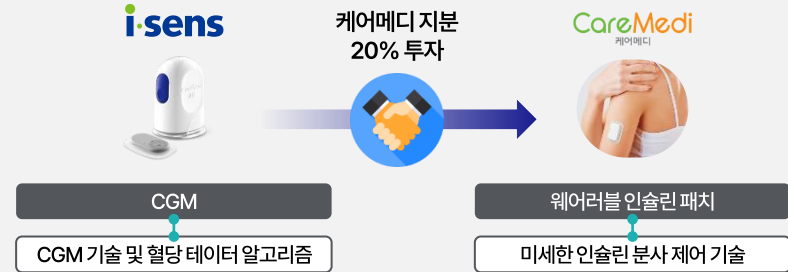 i-sens
케어메디 지분
20% 투자
CareMedi
케어메디
CGM
웨어러블 인슐린 패치
CGM 기술 및 혈당 테이터 알고리즘
미세한 인슐린 분사 제어 기술